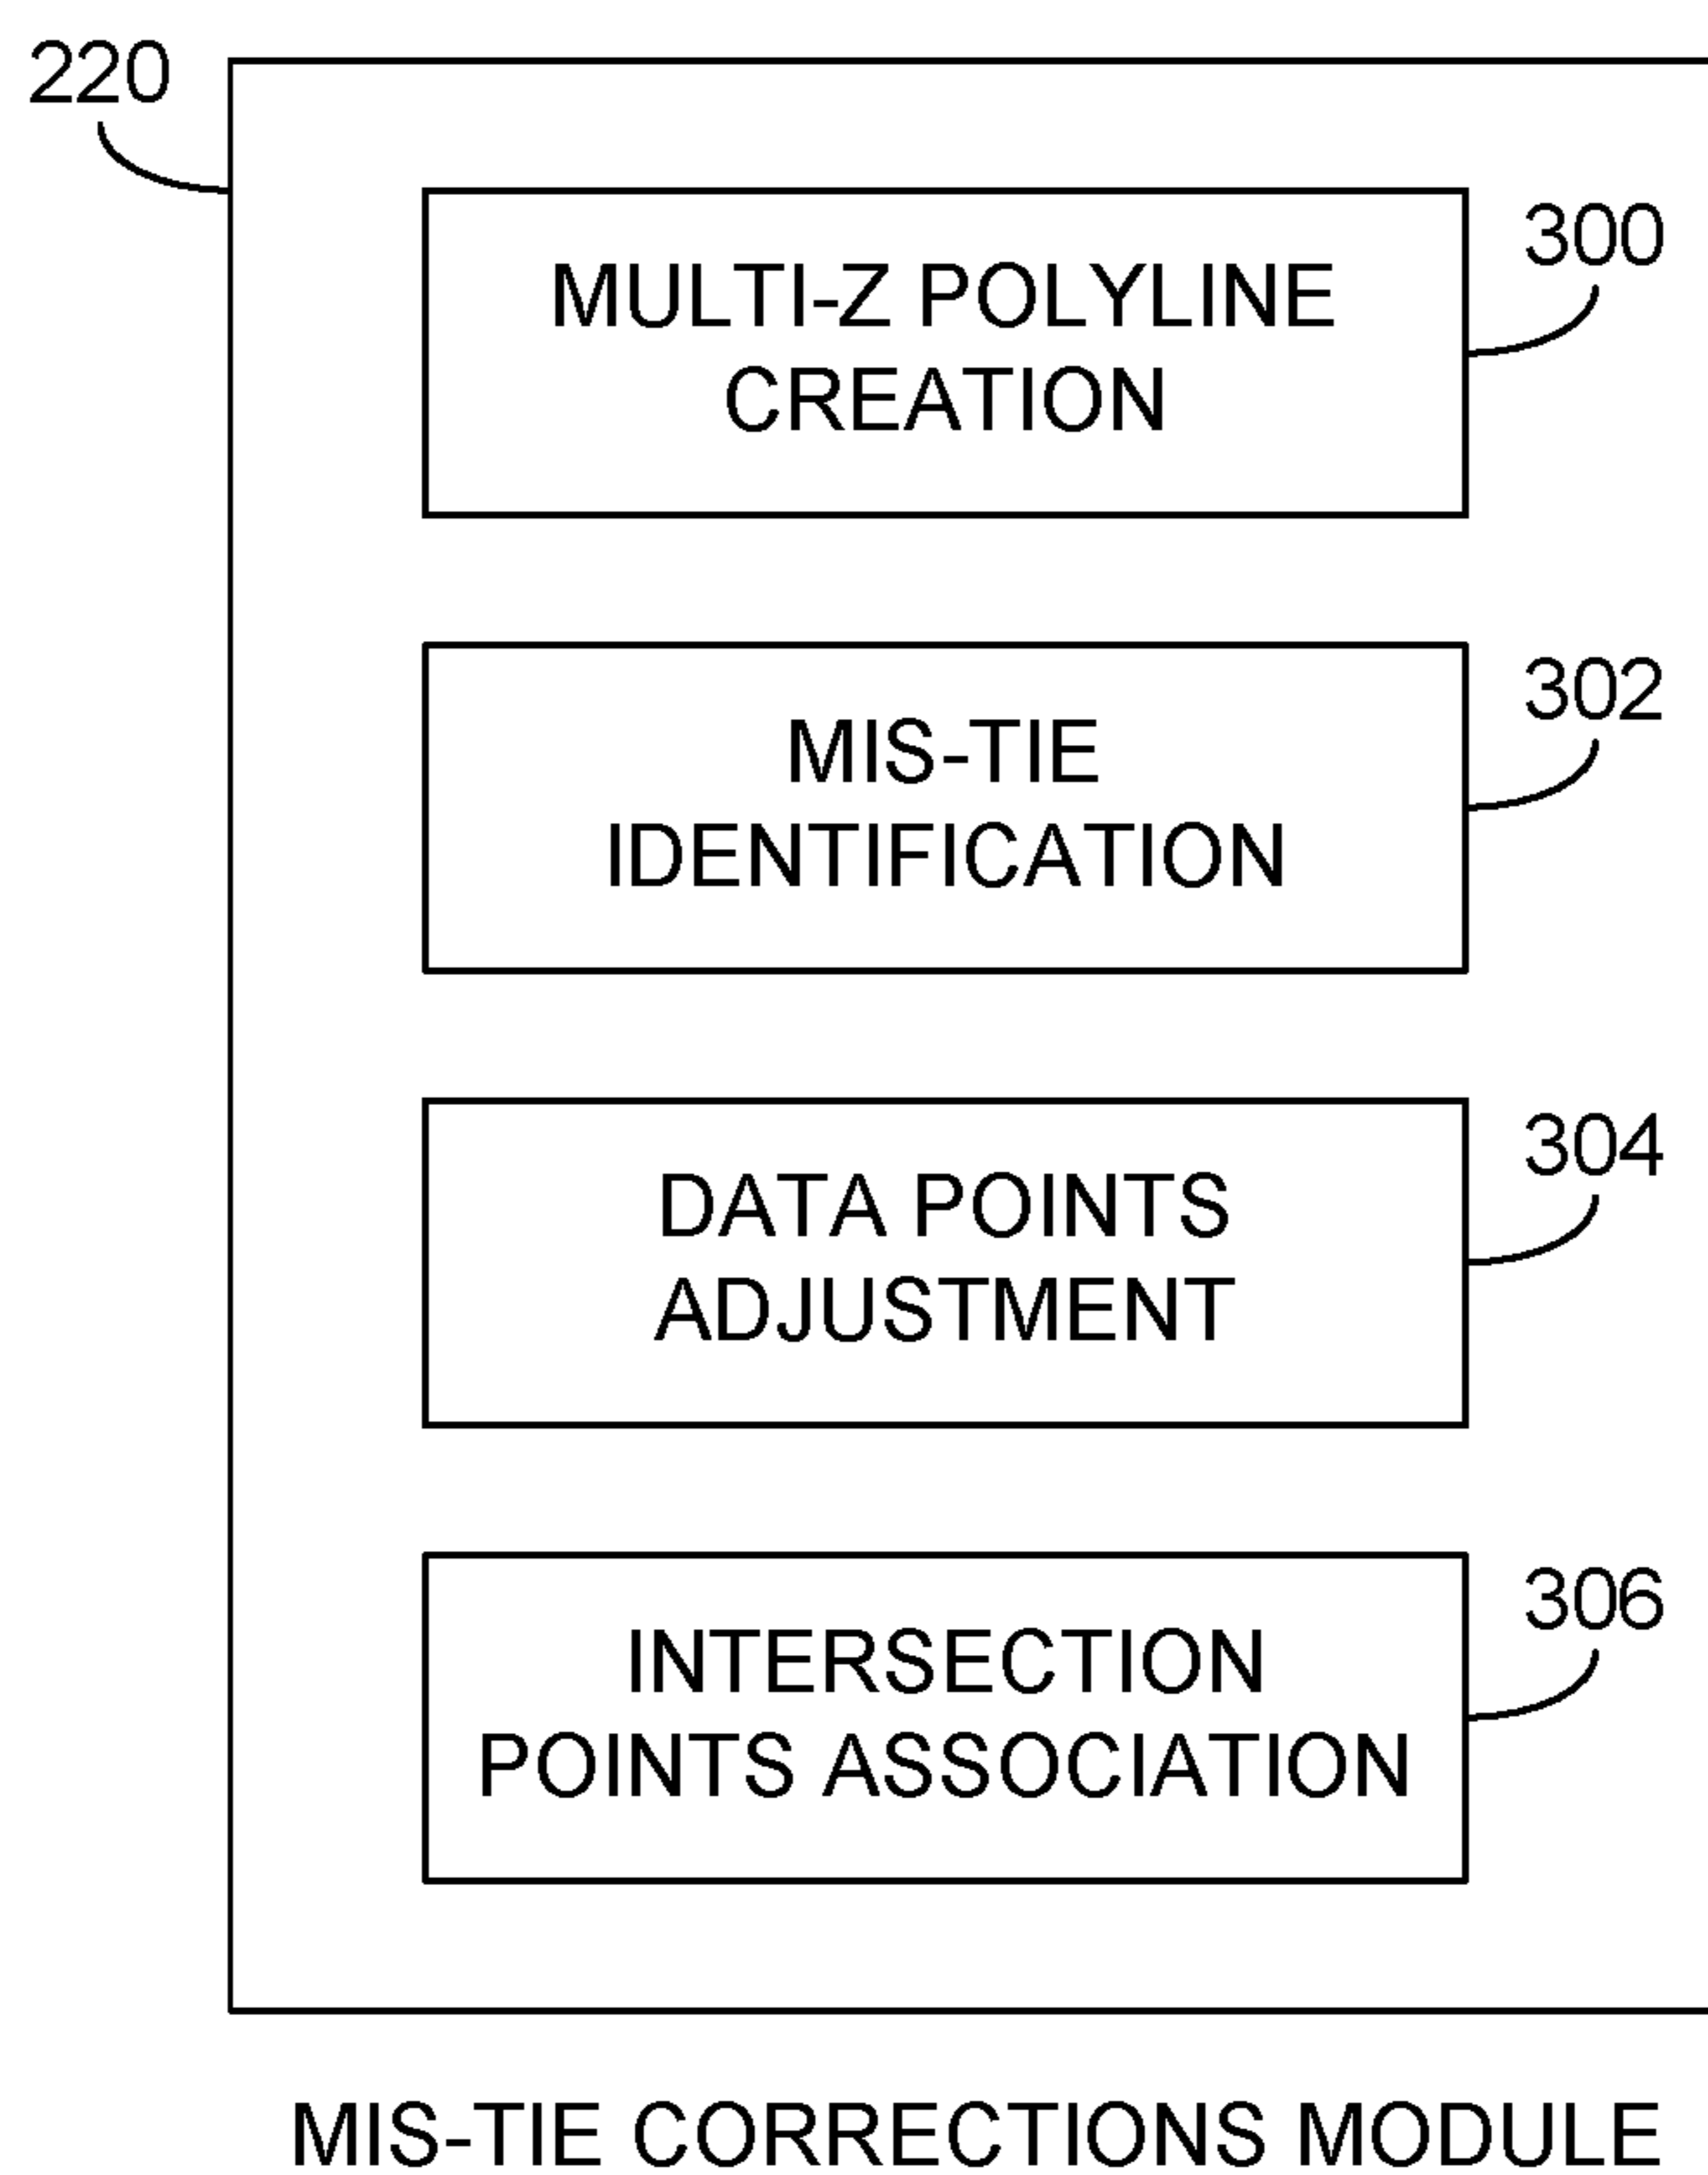 220
300
MULTI-Z POLYLINE
CREATION
302
MIS-TIE
IDENTIFICATION
304
DATA POINTS
ADJUSTMENT
306
INTERSECTION
POINTS ASSOCIATION
MIS-TIE CORRECTIONS MODULE